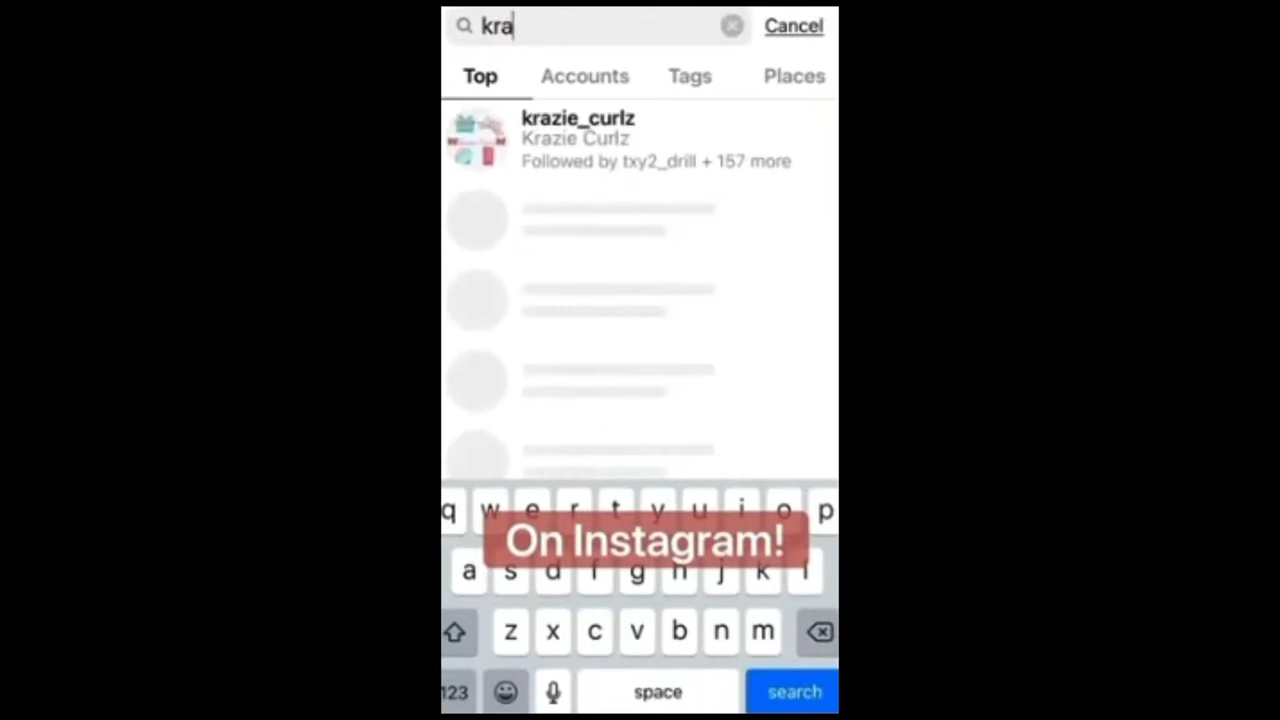 kra
Cancel
Top Accounts Tags Places
krazie_curlz
Krazie Curlz
Followed by txy2_drill + 157 more
q w e r t y u i o p
On Instagram!
a s d f g h j k l
z x c v b n m
123 space search